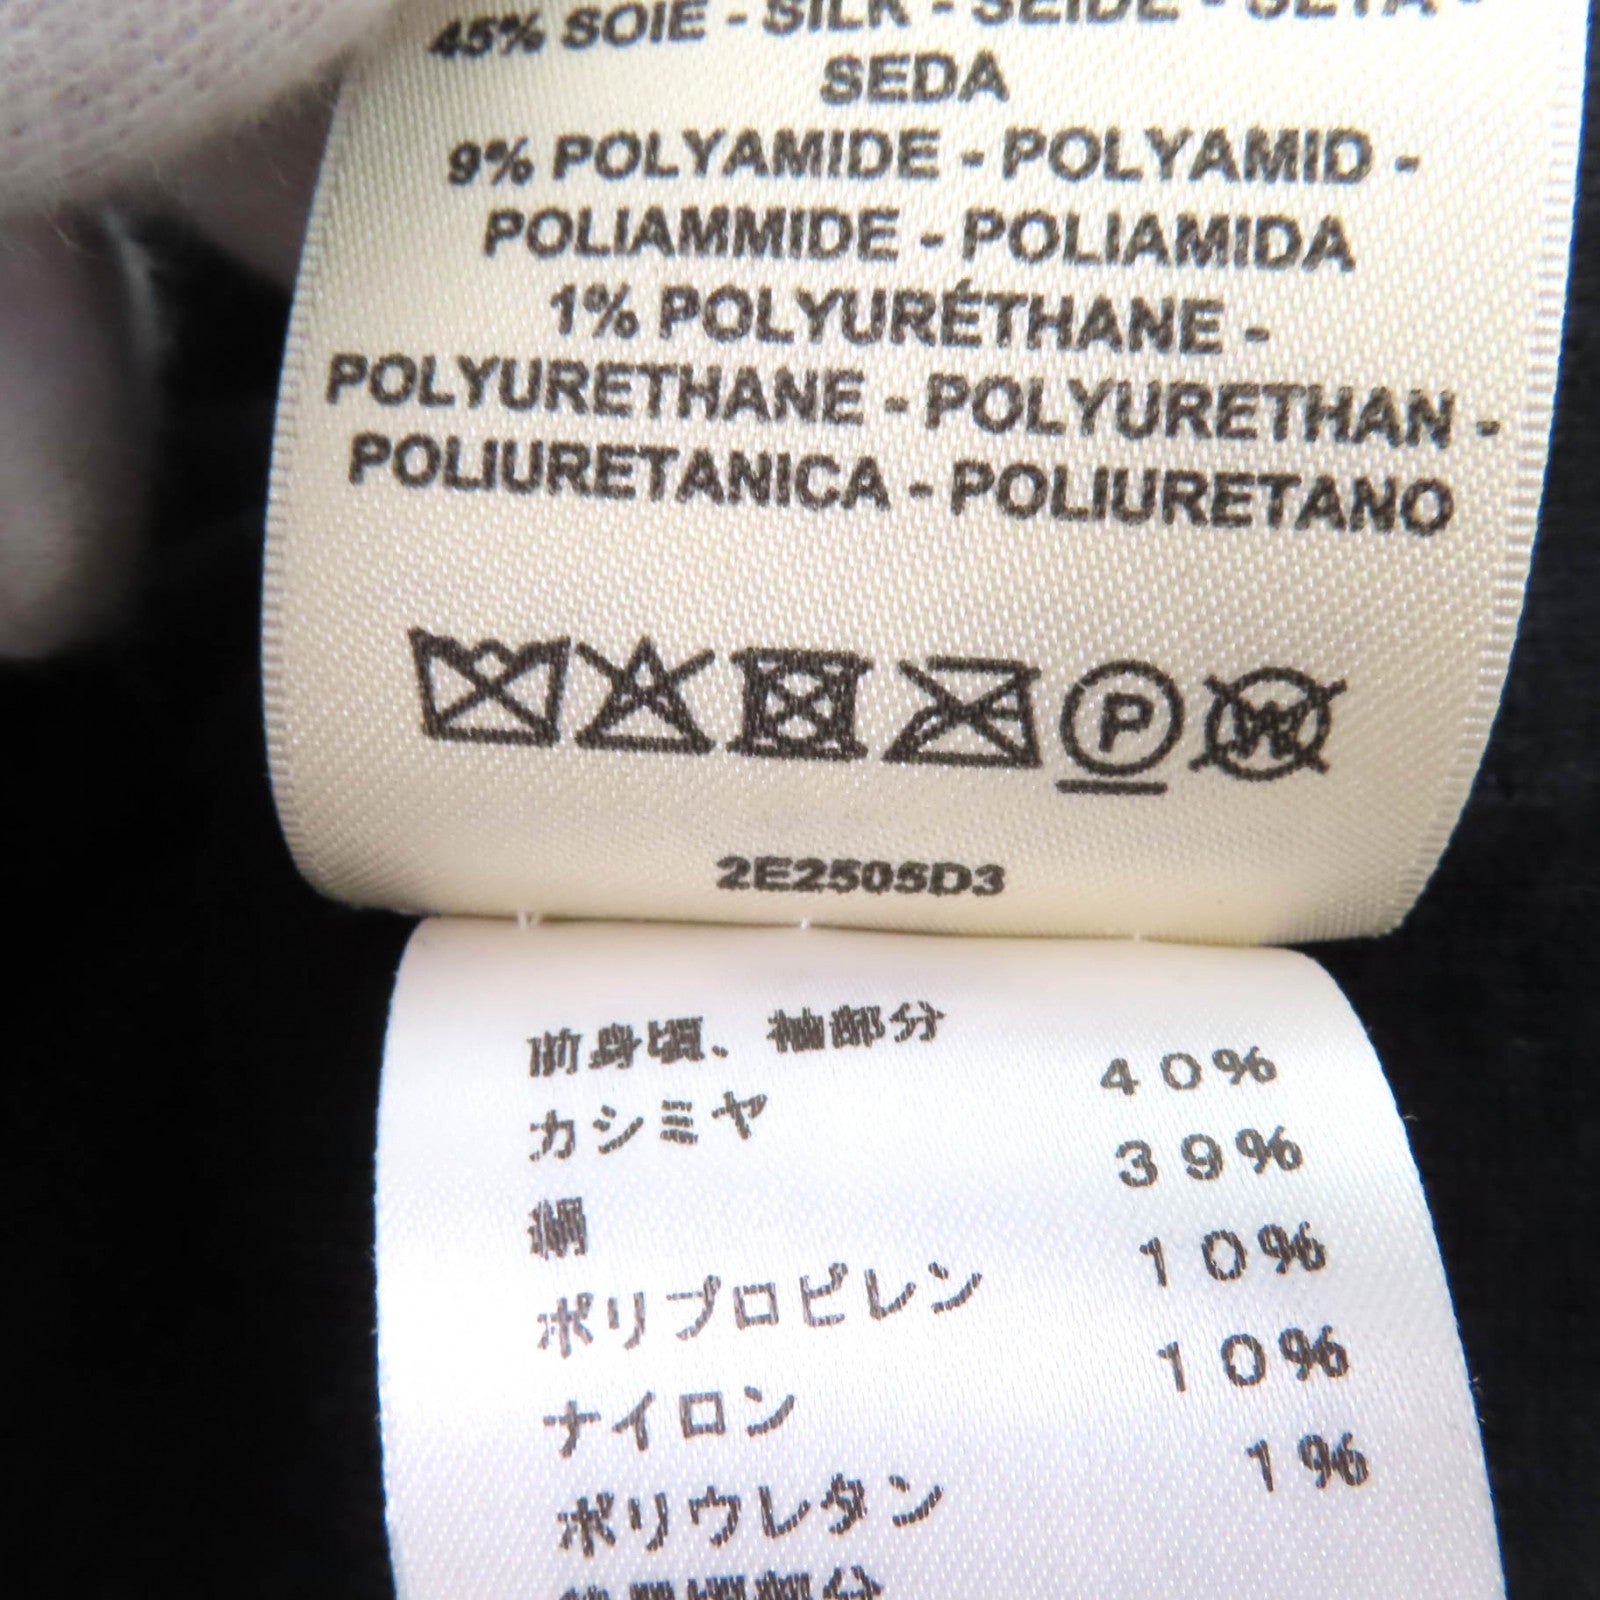 45% SOIE - SILK - SEIDE - SETA -
SEDA
9% POLYAMIDE - POLYAMID -
POLIAMMIDE - POLIAMIDA
1% POLYURÉTHANE -
POLYURETHANE - POLYURETHAN -
POLIURETANICA - POLIURETANO
P
W
2E2505D3
前身頃、袖部分
カシミヤ 40%
絹 39%
ポリプロピレン 10%
ナイロン 10%
ポリウレタン 1%